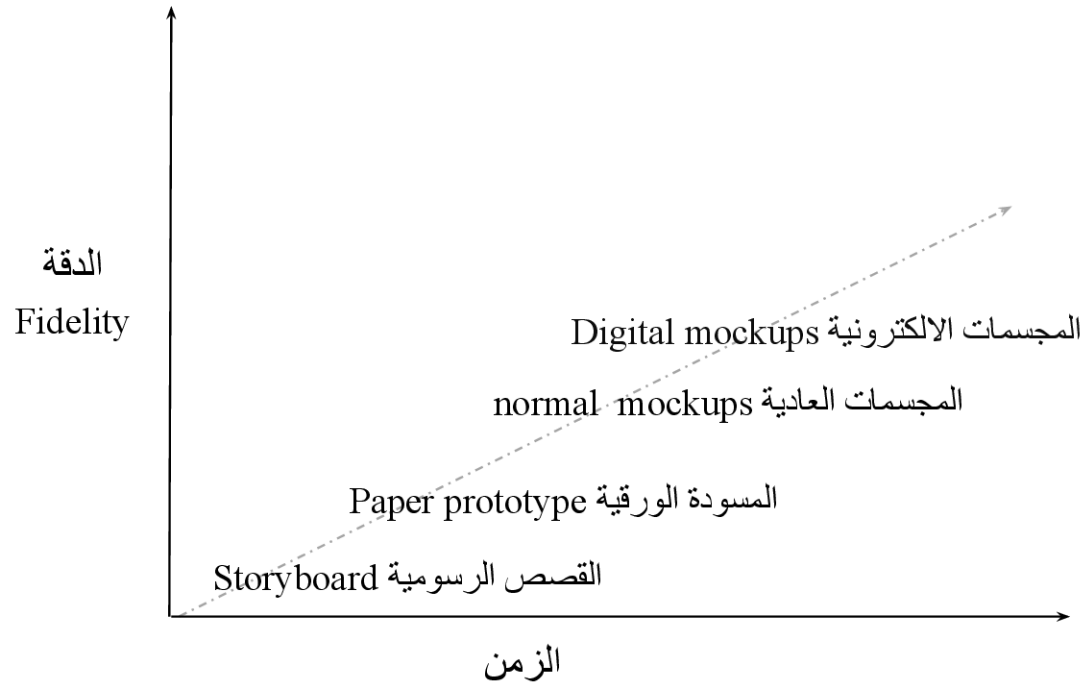 الدقة
Fidelity
Digital mockups المجسمات الالكترونية
normal mockups المجسمات العادية
Paper prototype المسودة الورقية
Storyboard القصص الرسومية
الزمن